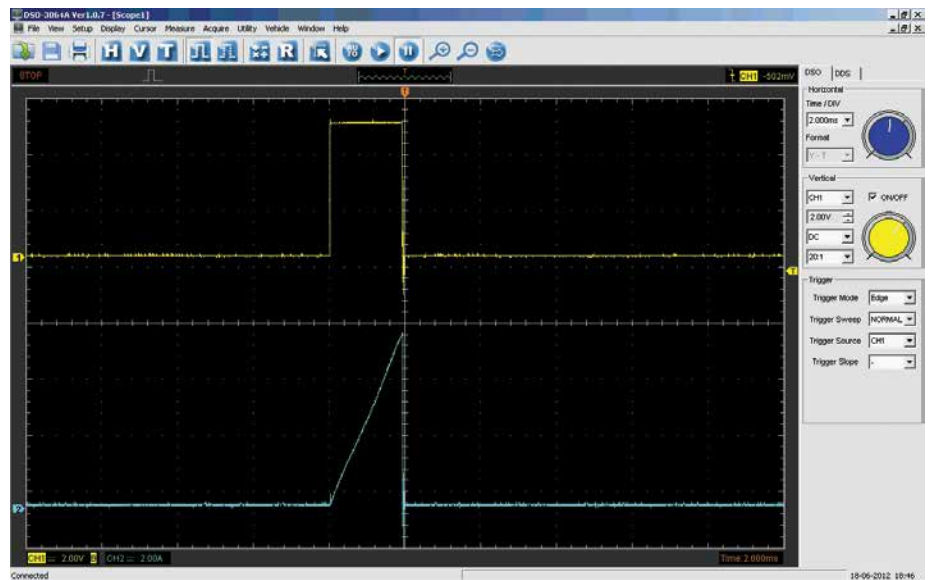 DSO-3064A Ver1.0.7 - [Scope1]
File View Setup Display Cursor Measure Acquire Utility Vehicle Window Help
H V T R
STOP T CH1 -502mV
T
1
T
2
CH1 2.00V CH2 2.00A Time 2.000ms
DSO DDS
Horizontal
Time / DIV
2.000ms
Format
Y - T
Vertical
CH1 ON/OFF
2.00V
DC
20:1
Trigger
Trigger Mode Edge
Trigger Sweep NORMAL
Trigger Source CH1
Trigger Slope -
Connected 18-06-2012 18:46